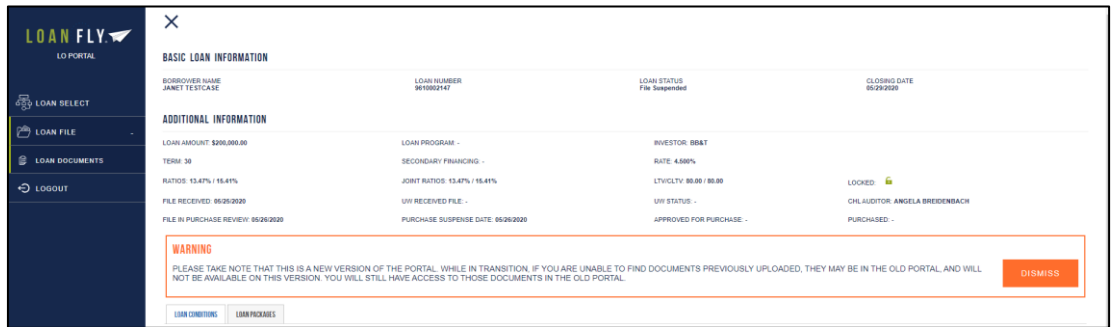 LOAN FLY
LO PORTAL
LOAN SELECT
LOAN FILE -
LOAN DOCUMENTS
LOGOUT
BASIC LOAN INFORMATION
BORROWER NAME LOAN NUMBER LOAN STATUS CLOSING DATE
JANET TESTCASE 9610002147 File Suspended 05/29/2020
ADDITIONAL INFORMATION
LOAN AMOUNT: $200,000.00 LOAN PROGRAM: - INVESTOR: BB&T
TERM: 30 SECONDARY FINANCING: - RATE: 4.500%
RATIOS: 13.47% / 15.41% JOINT RATIOS: 13.47% / 15.41% LTV/CLTV: 80.00 / 80.00 LOCKED:
FILE RECEIVED: 05/26/2020 UW RECEIVED FILE: - UW STATUS: - CHL AUDITOR: ANGELA BREIDENBACH
FILE IN PURCHASE REVIEW: 05/26/2020 PURCHASE SUSPENSE DATE: 05/26/2020 APPROVED FOR PURCHASE: - PURCHASED: -
WARNING
PLEASE TAKE NOTE THAT THIS IS A NEW VERSION OF THE PORTAL. WHILE IN TRANSITION, IF YOU ARE UNABLE TO FIND DOCUMENTS PREVIOUSLY UPLOADED, THEY MAY BE IN THE OLD PORTAL, AND WILL
NOT BE AVAILABLE ON THIS VERSION. YOU WILL STILL HAVE ACCESS TO THOSE DOCUMENTS IN THE OLD PORTAL.
DISMISS
LOAN CONDITIONS LOAN PACKAGES